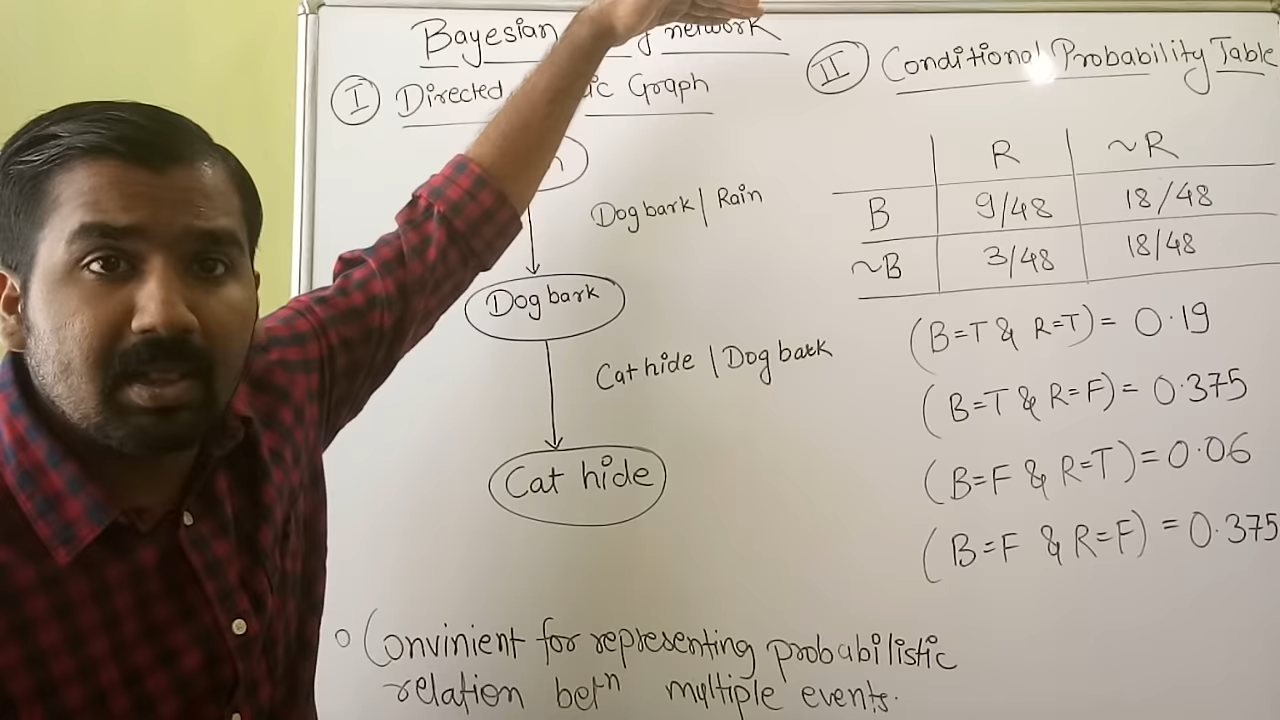 Bayesian network
I Directed Graph
Dog bark | Rain
Dog bark
Cat hide | Dog bark
Cat hide
II Conditional Probability Table
R ~R
B 9/48 18/48
~B 3/48 18/48
(B=T & R=T) = 0.19
(B=T & R=F) = 0.375
(B=F & R=T) = 0.06
(B=F & R=F) = 0.375
Convinient for representing probabilistic
relation betⁿ multiple events.